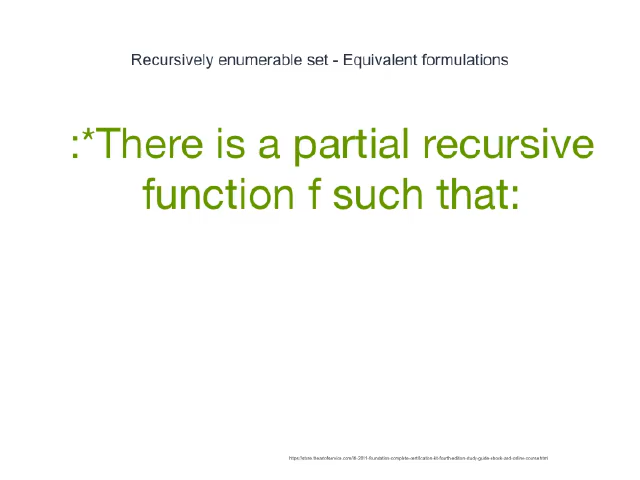 Recursively enumerable set - Equivalent formulations
:*There is a partial recursive
function f such that: